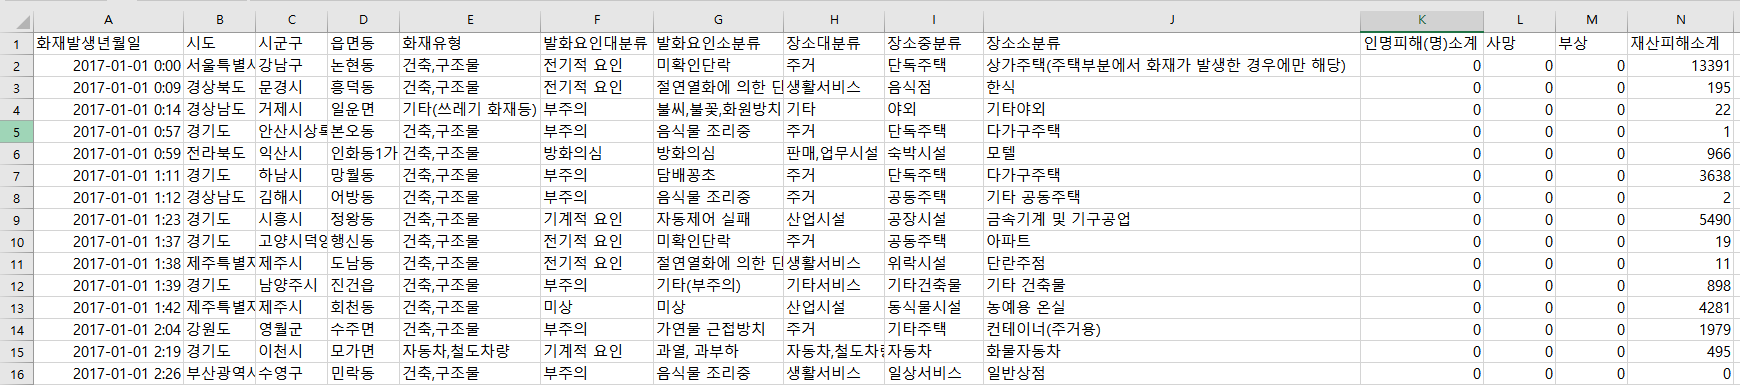 A B C D E F G H I J K L M N
1 화재발생년월일 시도 시군구 읍면동 화재유형 발화요인대분류 발화요인소분류 장소대분류 장소중분류 장소소분류 인명피해(명)소계 사망 부상 재산피해소계
2 2017-01-01 0:00 서울특별시 강남구 논현동 건축,구조물 전기적 요인 미확인단락 주거 단독주택 상가주택(주택부분에서 화재가 발생한 경우에만 해당) 0 0 0 13391
3 2017-01-01 0:09 경상북도 문경시 흥덕동 건축,구조물 전기적 요인 절연열화에 의한 단 생활서비스 음식점 한식 0 0 0 195
4 2017-01-01 0:14 경상남도 거제시 일운면 기타(쓰레기 화재등) 부주의 불씨,불꽃,화원방치 기타 야외 기타야외 0 0 0 22
5 2017-01-01 0:57 경기도 안산시상록 본오동 건축,구조물 부주의 음식물 조리중 주거 단독주택 다가구주택 0 0 0 1
6 2017-01-01 0:59 전라북도 익산시 인화동1가 건축,구조물 방화의심 방화의심 판매,업무시설 숙박시설 모텔 0 0 0 966
7 2017-01-01 1:11 경기도 하남시 망월동 건축,구조물 부주의 담배꽁초 주거 단독주택 다가구주택 0 0 0 3638
8 2017-01-01 1:12 경상남도 김해시 어방동 건축,구조물 부주의 음식물 조리중 주거 공동주택 기타 공동주택 0 0 0 2
9 2017-01-01 1:23 경기도 시흥시 정왕동 건축,구조물 기계적 요인 자동제어 실패 산업시설 공장시설 금속기계 및 기구공업 0 0 0 5490
10 2017-01-01 1:37 경기도 고양시덕양 행신동 건축,구조물 전기적 요인 미확인단락 주거 공동주택 아파트 0 0 0 19
11 2017-01-01 1:38 제주특별자 제주시 도남동 건축,구조물 전기적 요인 절연열화에 의한 단 생활서비스 위락시설 단란주점 0 0 0 11
12 2017-01-01 1:39 경기도 남양주시 진건읍 건축,구조물 부주의 기타(부주의) 기타서비스 기타건축물 기타 건축물 0 0 0 898
13 2017-01-01 1:42 제주특별자 제주시 회천동 건축,구조물 미상 미상 산업시설 동식물시설 농예용 온실 0 0 0 4281
14 2017-01-01 2:04 강원도 영월군 수주면 건축,구조물 부주의 가연물 근접방치 주거 기타주택 컨테이너(주거용) 0 0 0 1979
15 2017-01-01 2:19 경기도 이천시 모가면 자동차,철도차량 기계적 요인 과열, 과부하 자동차,철도차량 자동차 화물자동차 0 0 0 495
16 2017-01-01 2:26 부산광역시 수영구 민락동 건축,구조물 부주의 음식물 조리중 생활서비스 일상서비스 일반상점 0 0 0 0